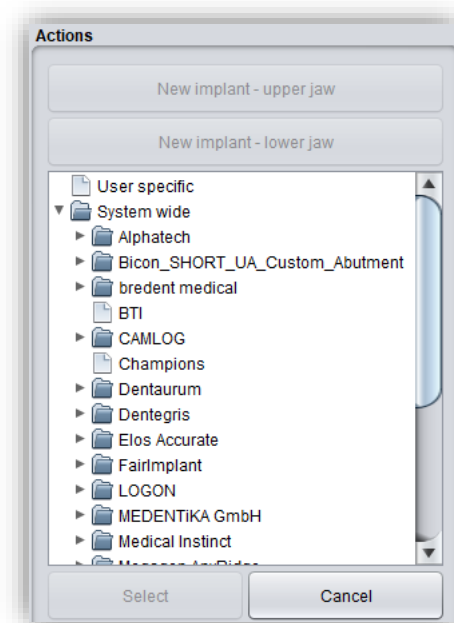 Actions
New implant - upper jaw
New implant - lower jaw
User specific
System wide
Alphatech
Bicon_SHORT_UA_Custom_Abutment
bredent medical
BTI
CAMLOG
Champions
Dentaurum
Dentegris
Elos Accurate
FairImplant
LOGON
MEDENTiKA GmbH
Medical Instinct
Select Cancel